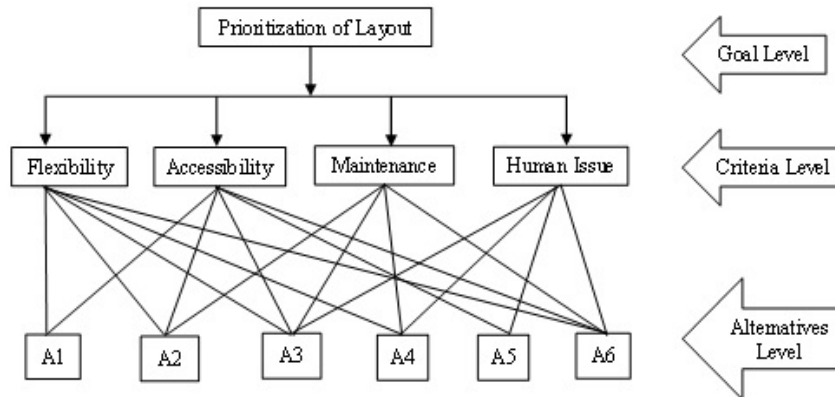 Prioritization of Layout
Goal Level
Flexibility
Accessibility
Maintenance
Human Issue
Criteria Level
A1
A2
A3
A4
A5
A6
Alternatives
Level